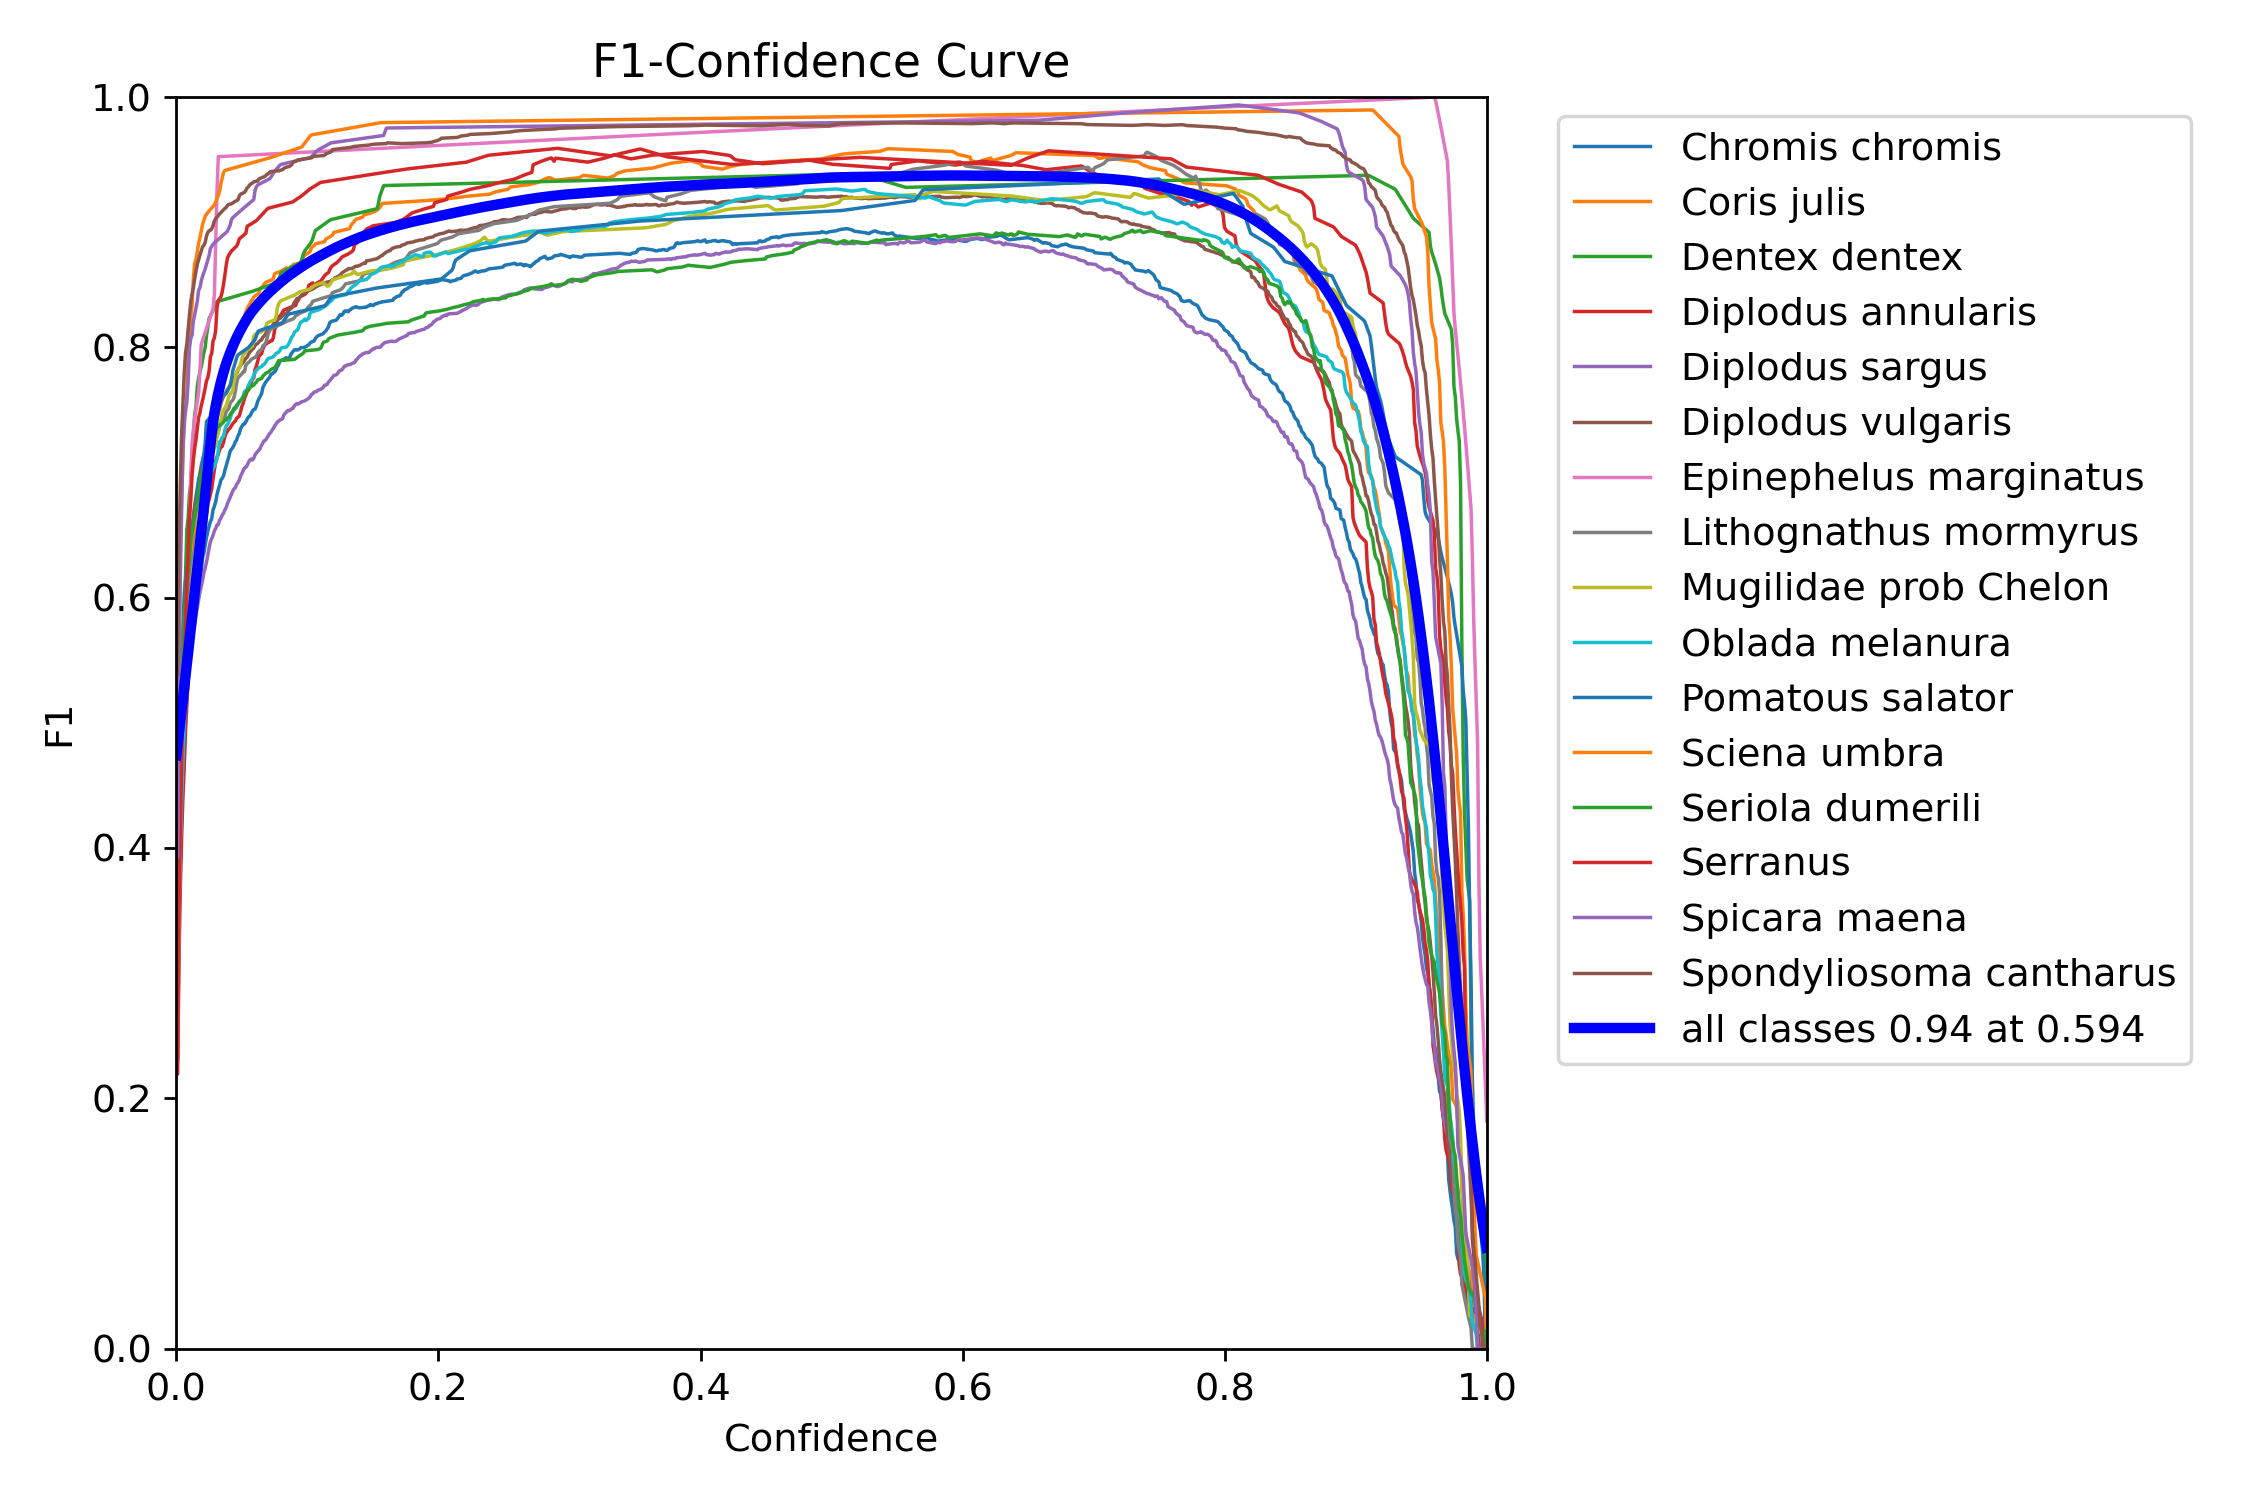 F1-Confidence Curve
1.0
0.8
0.6
0.4
0.2
0.0
F1
0.0 0.2 0.4 0.6 0.8 1.0
Confidence
Chromis chromis
Coris julis
Dentex dentex
Diplodus annularis
Diplodus sargus
Diplodus vulgaris
Epinephelus marginatus
Lithognathus mormyrus
Mugilidae prob Chelon
Oblada melanura
Pomatous salator
Sciena umbra
Seriola dumerili
Serranus
Spicara maena
Spondyliosoma cantharus
all classes 0.94 at 0.594